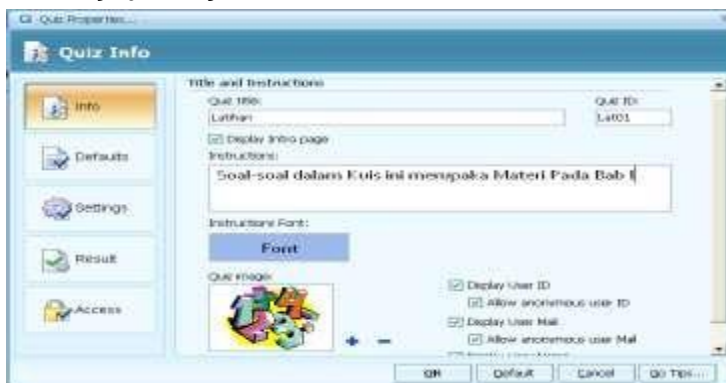 Quiz Properties...
Quiz Info
Info
Defaults
Settings
Result
Access
Title and Instructions
Quiz Title: Quiz ID:
Latihan Lat01
Display Intro page
Instructions:
Soal-soal dalam Kuis ini merupaka Materi Pada Bab I
Instructions Font:
Font
Quiz Image:
Display User ID
Allow anonymous user ID
Display User Mail
Allow anonymous user Mail
OK Default Cancel Go Tips...